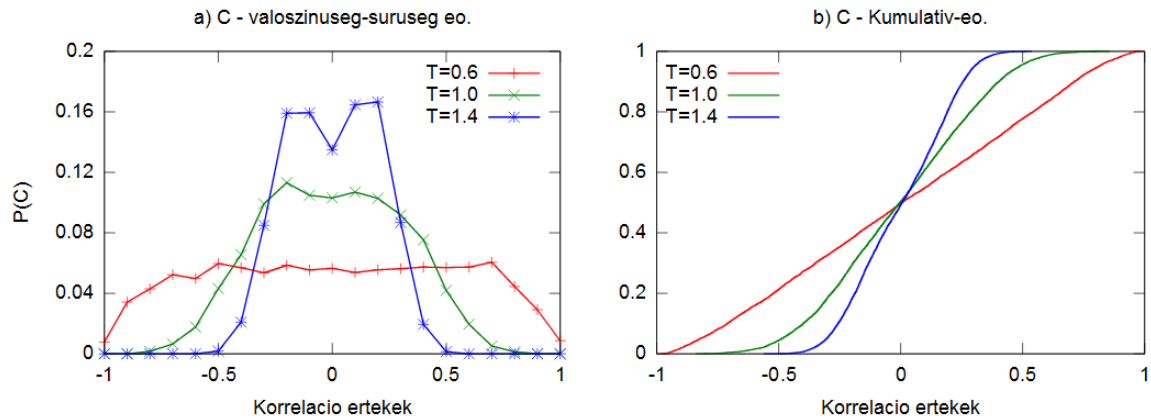 a) C - valoszinuseg-suruseg eo.
0.2
0.16
0.12
0.08
0.04
0
P(C)
T=0.6
T=1.0
T=1.4
-1
-0.5
0
0.5
1
Korrelacio ertekek
b) C - Kumulativ-eo.
1
0.8
0.6
0.4
0.2
0
T=0.6
T=1.0
T=1.4
-1
-0.5
0
0.5
1
Korrelacio ertekek